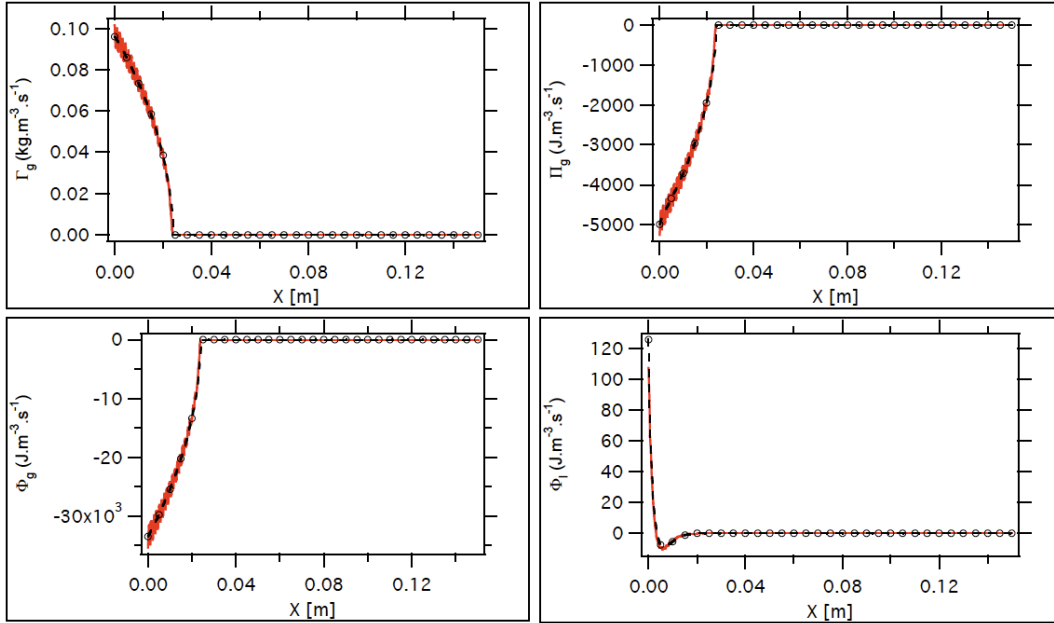 0.10
0.08
0.06
0.04
0.02
0.00
Γg (kg.m⁻³.s⁻¹)
0.00 0.04 0.08 0.12
X [m]
0
-1000
-2000
-3000
-4000
-5000
Πg (J.m⁻³.s⁻¹)
0.00 0.04 0.08 0.12
X [m]
0
-10
-20
-30x10³
Φg (J.m⁻³.s⁻¹)
0.00 0.04 0.08 0.12
X [m]
120
100
80
60
40
20
0
Φl (J.m⁻³.s⁻¹)
0.00 0.04 0.08 0.12
X [m]